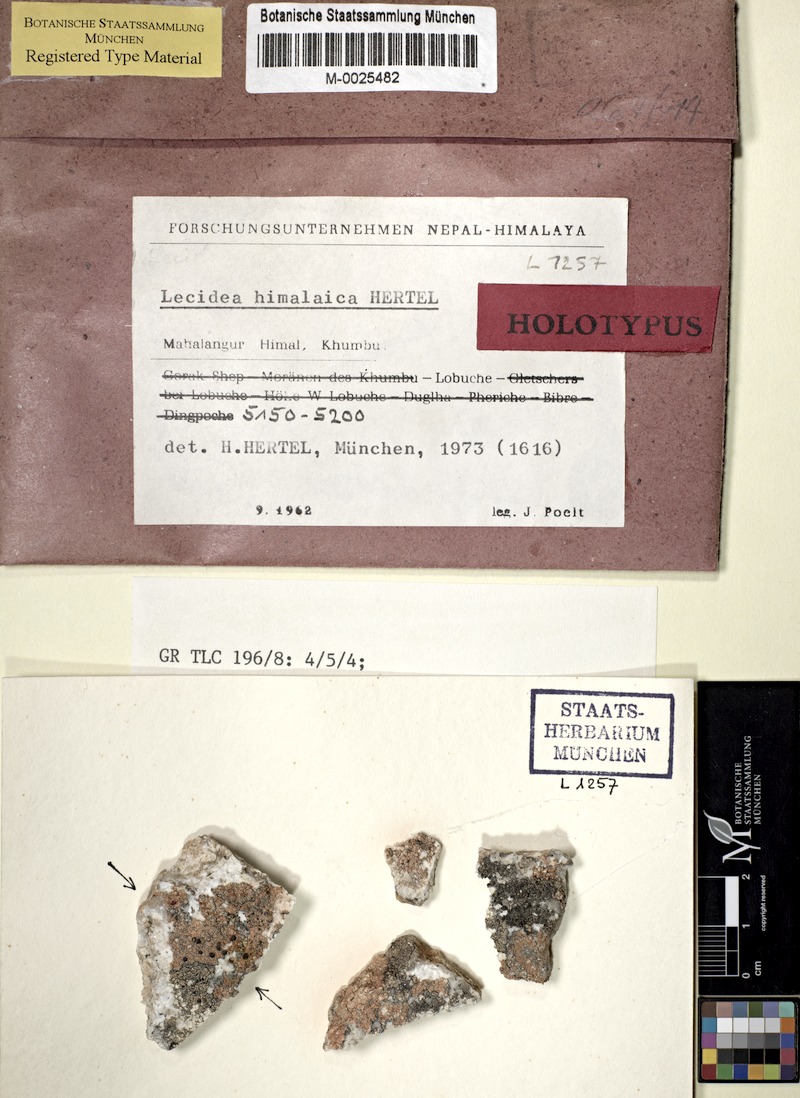 BOTANISCHE STAATSSAMMLUNG
MÜNCHEN
Registered Type Material
Botanische Staatssammlung München
M-0025482
FORSCHUNGSUNTERNEHMEN NEPAL-HIMALAYA
L 1257
Lecidea himalaica HERTEL
HOLOTYPUS
Mahalangur Himal, Khumbu
Gorak Shep – Moränen des Khumbu – Lobuche – Gletschers
bei Lobuche – Höhe W Lobuche – Duglha – Pheriche – Bibre –
Dingpoche 5150-5200
det. H.HERTEL, München, 1973 (1616)
9. 1962 leg. J. Poelt
GR TLC 196/8: 4/5/4;
STAATS-
HERBARIUM
MÜNCHEN
L 1257
BOTANISCHE
STAATSSAMMLUNG
MÜNCHEN
copyright reserved
0 1 2
cm